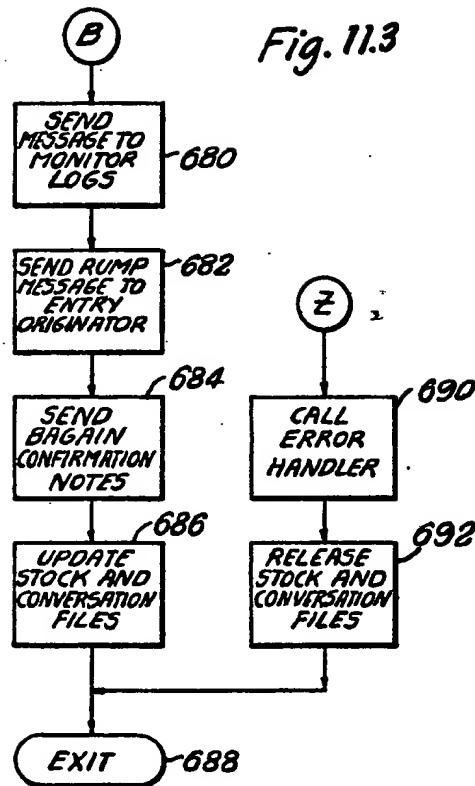 B
Fig. 11.3
SEND
MESSAGE TO
MONITOR
LOGS
680
SEND RUMP
MESSAGE TO
ENTRY
ORIGINATOR
682
Z
SEND
BAGAIN
CONFIRMATION
NOTES
684
CALL
ERROR
HANDLER
690
UPDATE
STOCK AND
CONVERSATION
FILES
686
RELEASE
STOCK AND
CONVERSATION
FILES
692
EXIT
688